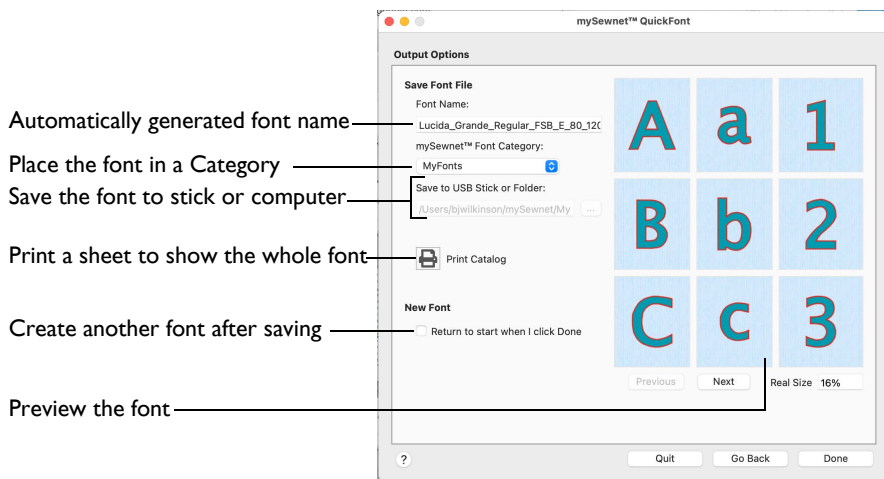 mySewnet™ QuickFont
Output Options
Save Font File
Font Name:
Automatically generated font name
Lucida_Grande_Regular_FSB_E_80_120
mySewnet™ Font Category:
Place the font in a Category
MyFonts
Save the font to stick or computer
Save to USB Stick or Folder:
/Users/bjwilkinson/mySewnet/My
...
Print a sheet to show the whole font
Print Catalog
New Font
Create another font after saving
Return to start when I click Done
Preview the font
A a 1
B b 2
C c 3
Previous Next Real Size 16%
? Quit Go Back Done